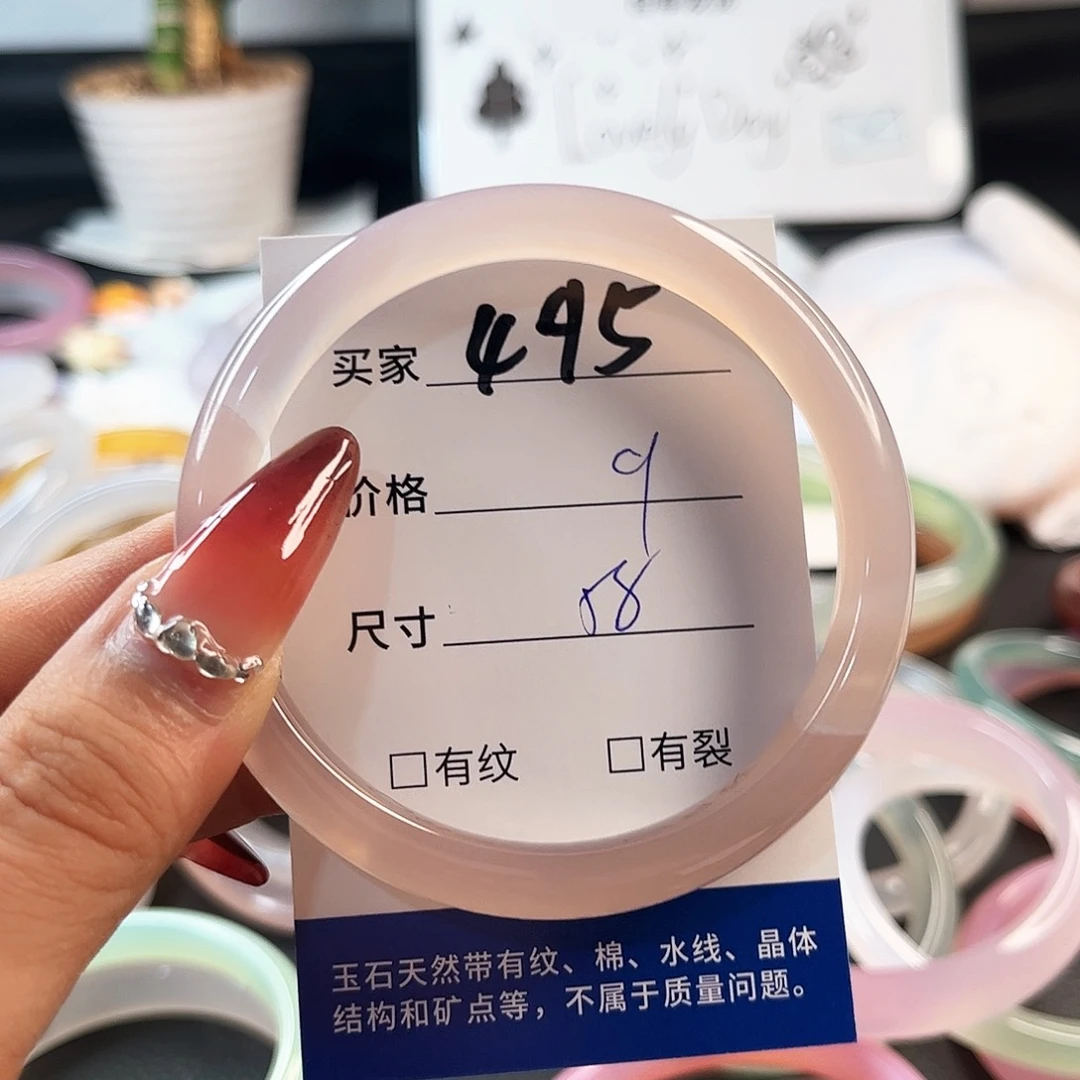 买家 495
价格 9
尺寸 58
□有纹 □有裂
玉石天然带有纹、棉、水线、晶体
结构和矿点等，不属于质量问题。